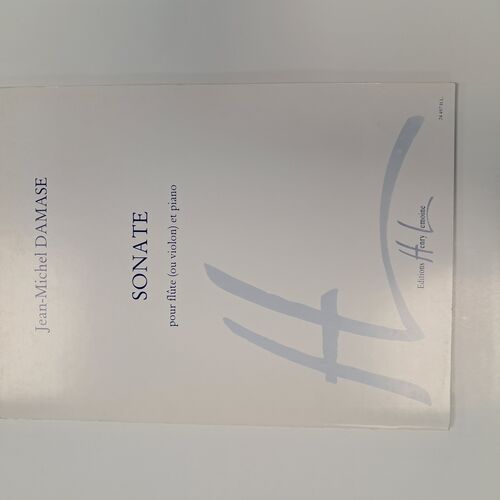 Jean-Michel DAMASE
SONATE
pour flûte (ou violon) et piano
Editions Henry Lemoine